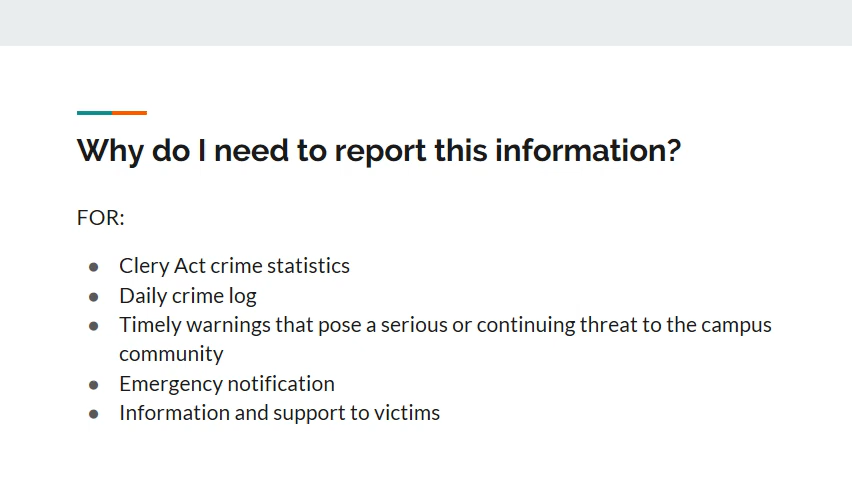 Why do I need to report this information?
FOR:
● Clery Act crime statistics
● Daily crime log
● Timely warnings that pose a serious or continuing threat to the campus
community
● Emergency notification
● Information and support to victims